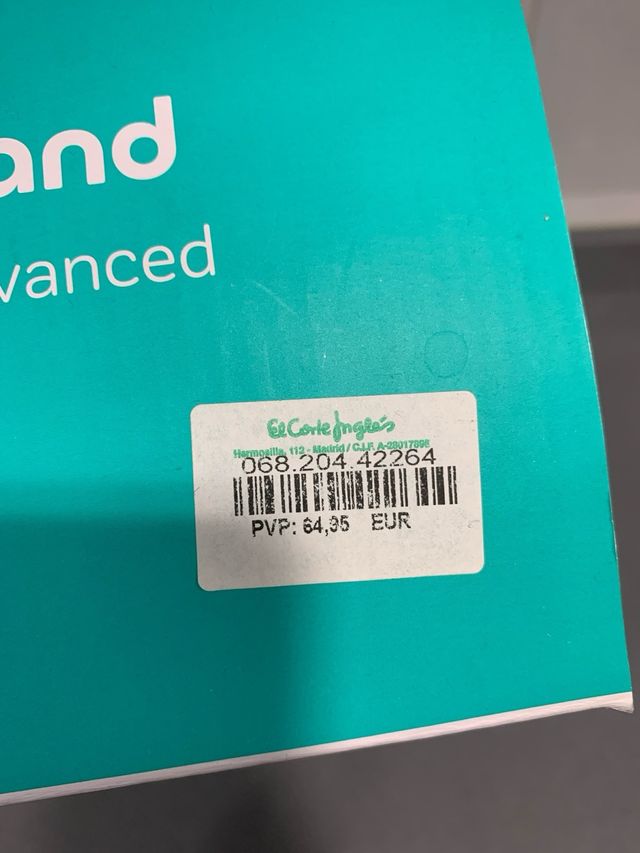 and
vanced
El Corte Inglés
Hermosilla, 112 - Madrid / C.I.F. A-28017895
068.204.42264
PVP: 64,95 EUR